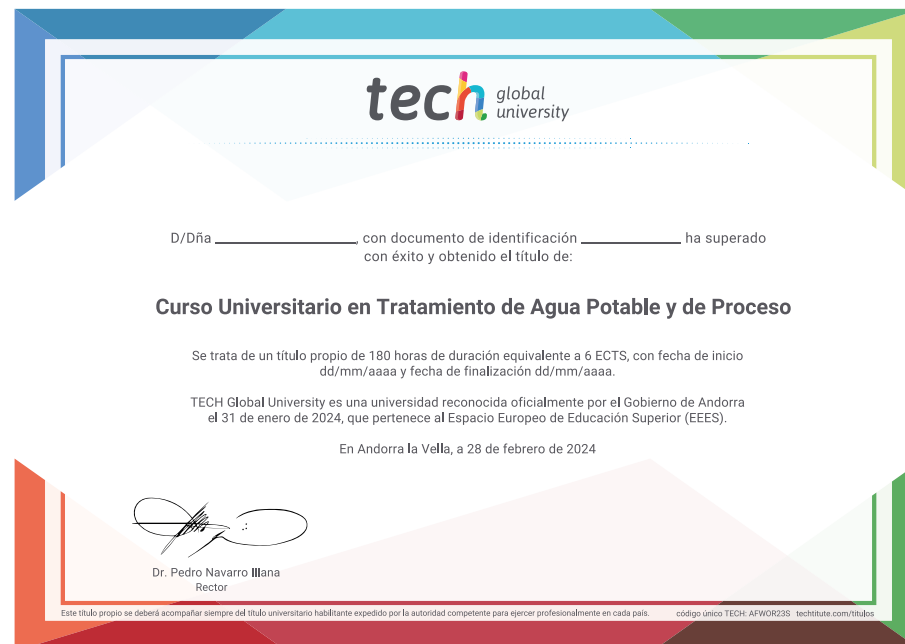 tech global university
D/Dña ____________________, con documento de identificación ______________ ha superado
con éxito y obtenido el título de:
Curso Universitario en Tratamiento de Agua Potable y de Proceso
Se trata de un título propio de 180 horas de duración equivalente a 6 ECTS, con fecha de inicio
dd/mm/aaaa y fecha de finalización dd/mm/aaaa.
TECH Global University es una universidad reconocida oficialmente por el Gobierno de Andorra
el 31 de enero de 2024, que pertenece al Espacio Europeo de Educación Superior (EEES).
En Andorra la Vella, a 28 de febrero de 2024
Dr. Pedro Navarro Illana
Rector
Este título propio se deberá acompañar siempre del título universitario habilitante expedido por la autoridad competente para ejercer profesionalmente en cada país. código único TECH: AFWOR23S techtitute.com/titulos